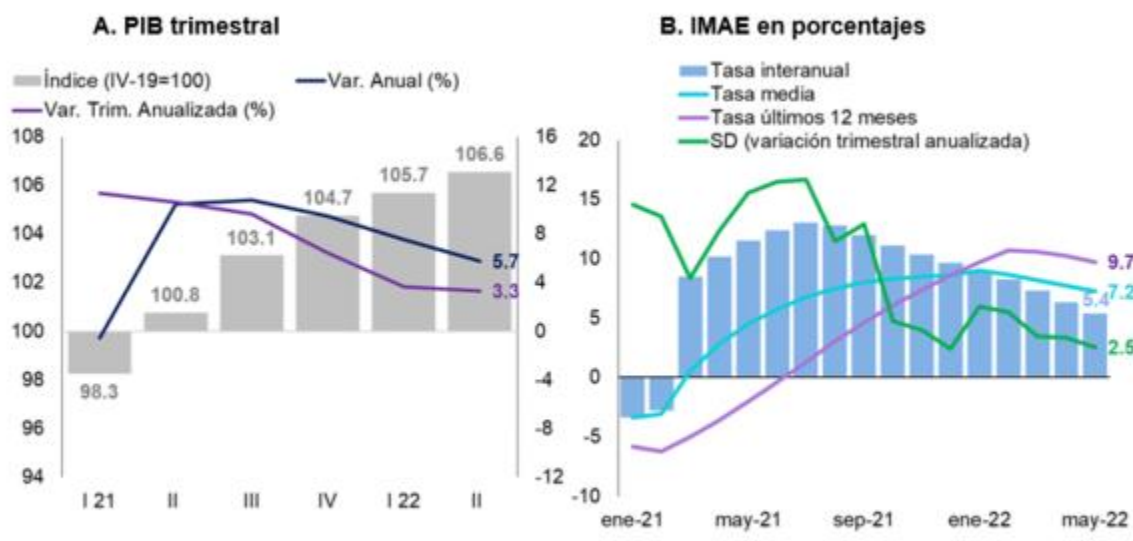 A. PIB trimestral
Índice (IV-19=100)
Var. Anual (%)
Var. Trim. Anualizada (%)
108
106
104
102
100
98
96
94
16
12
8
4
0
-4
-8
-12
98.3
100.8
103.1
104.7
105.7
106.6
5.7
3.3
I 21
II
III
IV
I 22
II
B. IMAE en porcentajes
Tasa interanual
Tasa media
Tasa últimos 12 meses
SD (variación trimestral anualizada)
20
15
10
5
0
-5
-10
9.7
7.2
5.4
2.5
ene-21
may-21
sep-21
ene-22
may-22